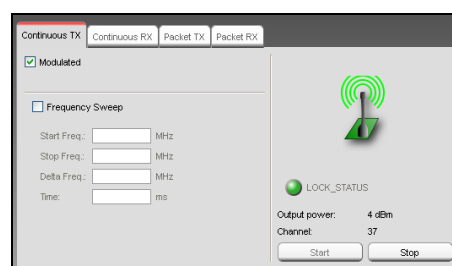 Continuous TX Continuous RX Packet TX Packet RX
Modulated
Frequency Sweep
Start Freq.: MHz
Stop Freq.: MHz
Delta Freq.: MHz
Time: ms
LOCK_STATUS
Output power: 4 dBm
Channel: 37
Start Stop